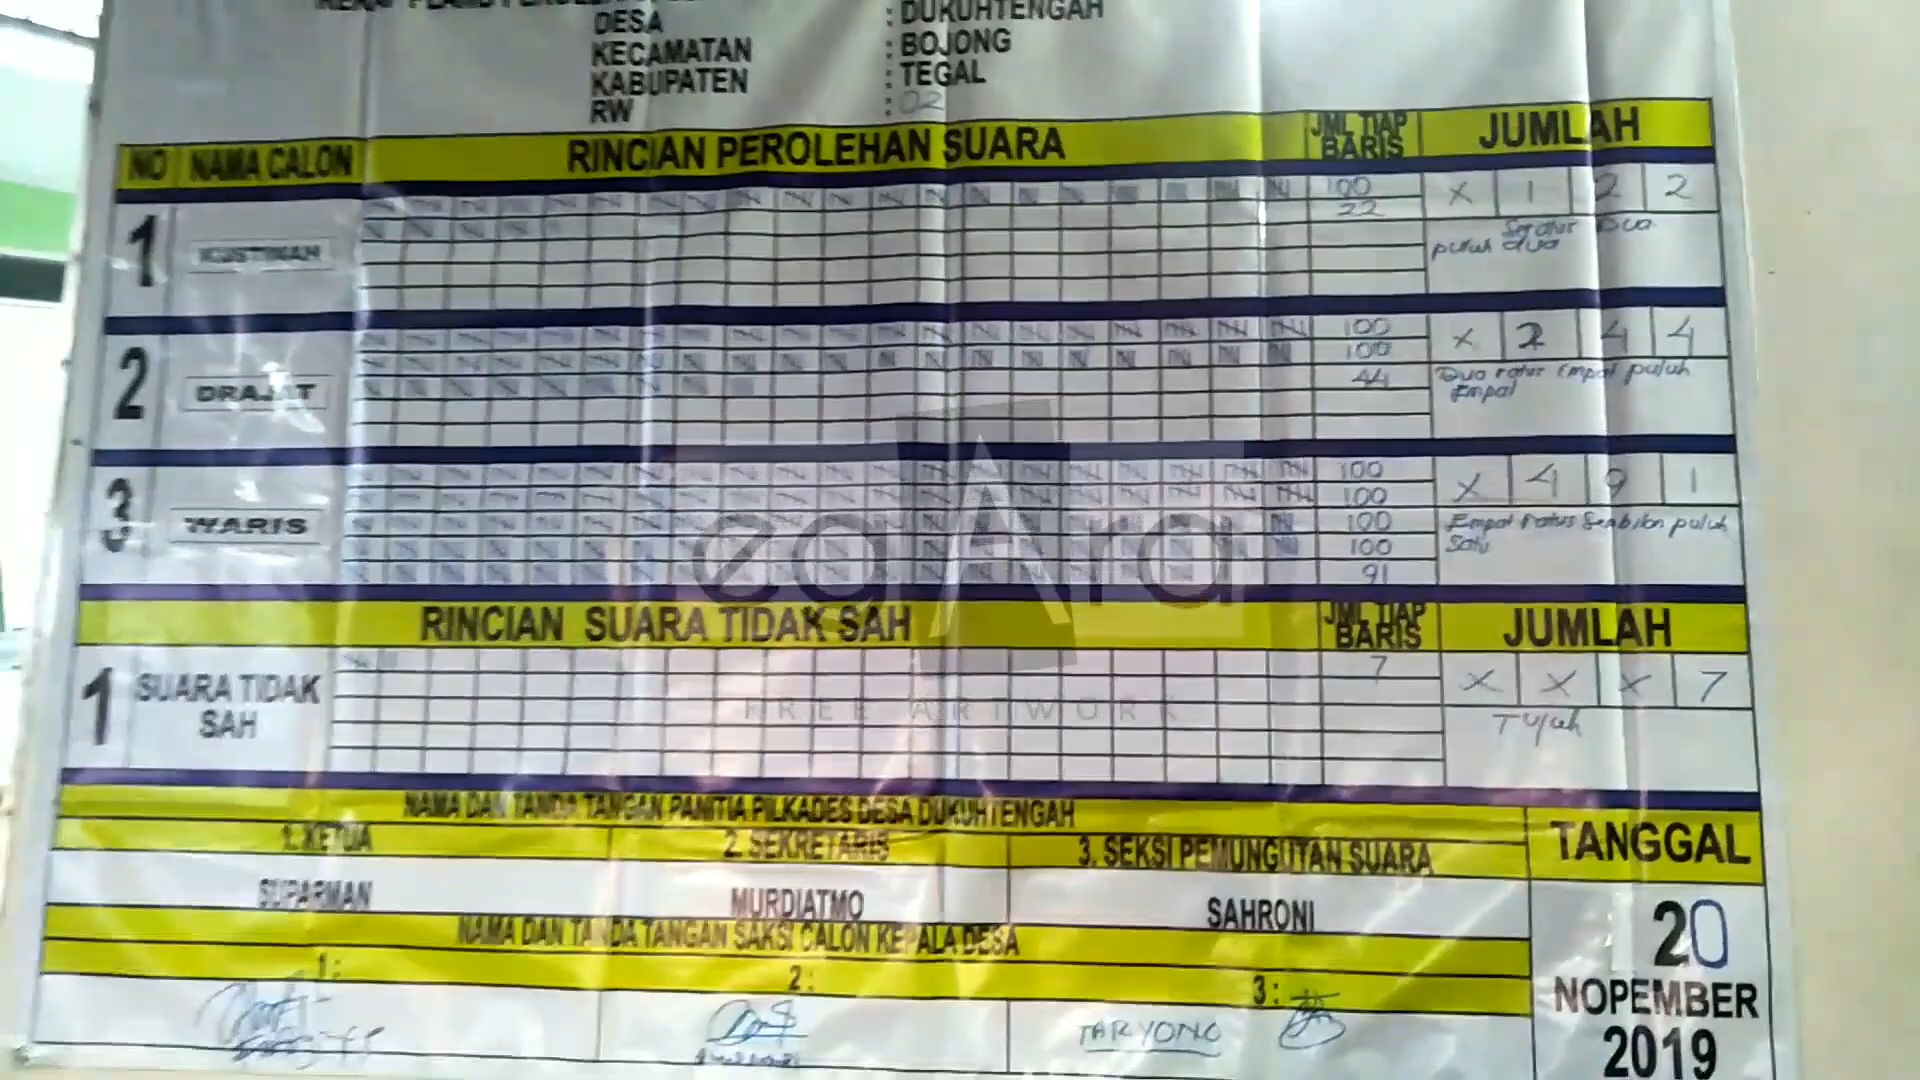 DESA : DUKUHTENGAH
KECAMATAN : BOJONG
KABUPATEN : TEGAL
RW : 02
NO NAMA CALON RINCIAN PEROLEHAN SUARA JML TIAP BARIS JUMLAH
1 KUSTINAH 100 X 1 2 2
22
Seratus Dua
puluh dua
2 DRAJAT 100 X 2 4 4
100
44
Dua ratus Empat puluh
Empat
3 WARIS 100 X 4 9 1
100
100
100
91
Empat ratus Sembilan puluh
Satu
RINCIAN SUARA TIDAK SAH JML TIAP BARIS JUMLAH
1 SUARA TIDAK SAH 7 X X X 7
Tujuh
egara
FREE ARTWORK
NAMA DAN TANDA TANGAN PANITIA PILKADES DESA DUKUHTENGAH
1. KETUA 2. SEKRETARIS 3. SEKSI PEMUNGUTAN SUARA TANGGAL
SUPARMAN MURDIATMO SAHRONI
NAMA DAN TANDA TANGAN SAKSI CALON KEPALA DESA
1 : 2 : 3 :
TARYONO
20
NOPEMBER
2019